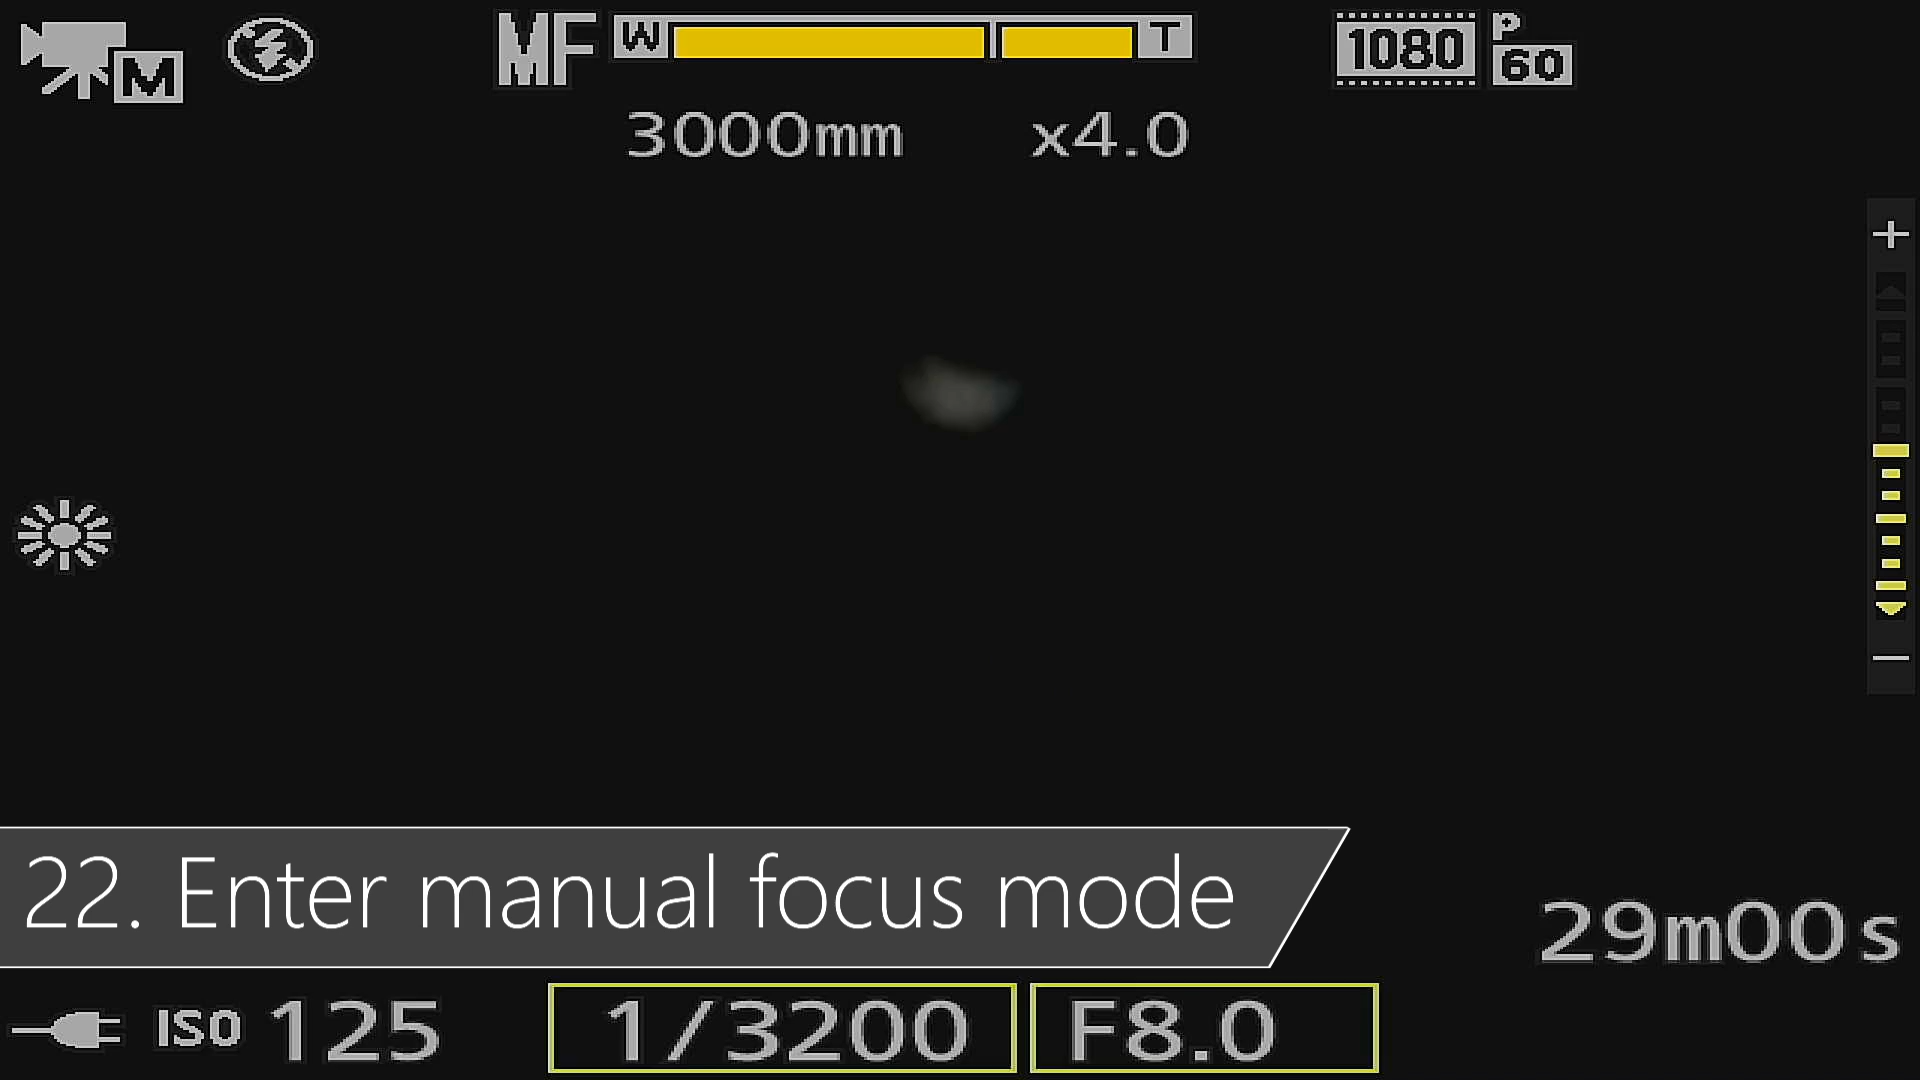 M
MF
W T
1080
P
60
3000mm x4.0
22. Enter manual focus mode
29m00s
ISO 125
1/3200
F8.0